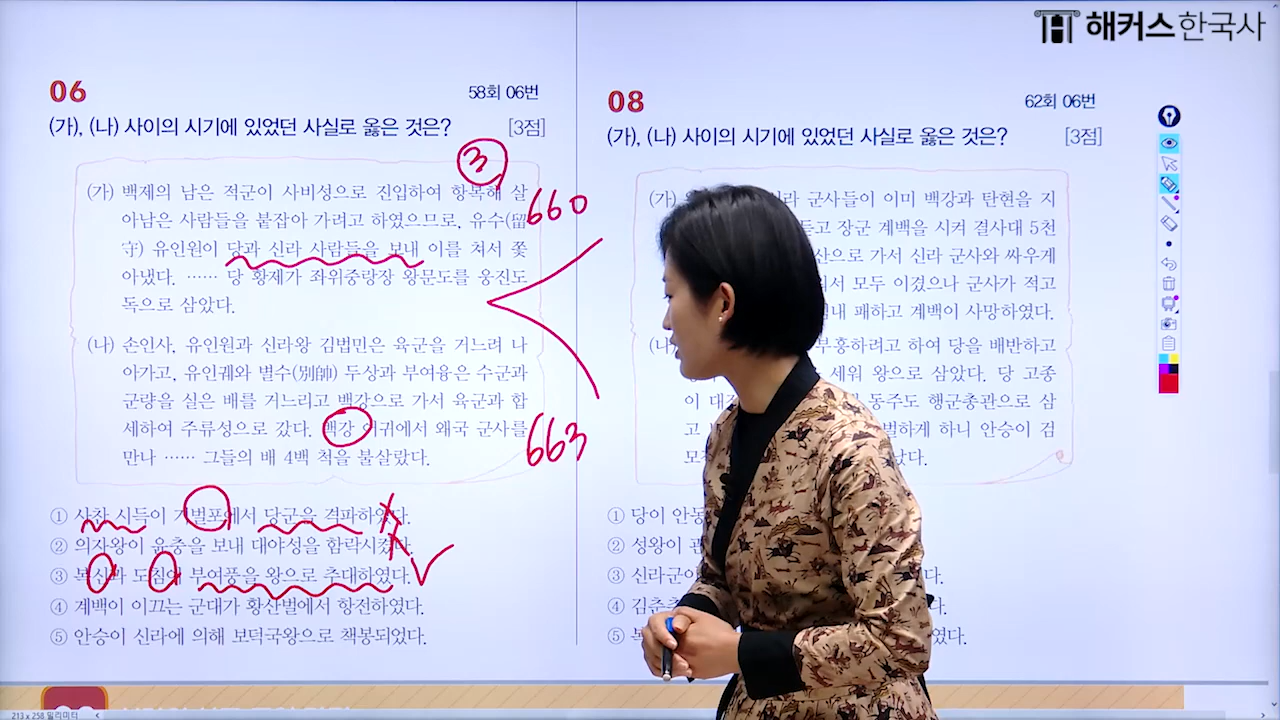 해커스한국사
06
58회 06번
(가), (나) 사이의 시기에 있었던 사실로 옳은 것은? [3점]
3
(가) 백제의 남은 적군이 사비성으로 진입하여 항복해 살
아남은 사람들을 붙잡아 가려고 하였으므로, 유수(留
守) 유인원이 당과 신라 사람들을 보내 이를 쳐서 쫓
아냈다. …… 당 황제가 좌위중랑장 왕문도를 웅진도
독으로 삼았다.
660
(나) 손인사, 유인원과 신라왕 김법민은 육군을 거느려 나
아가고, 유인궤와 별수(別帥) 두상과 부여융은 수군과
군량을 실은 배를 거느리고 백강으로 가서 육군과 합
세하여 주류성으로 갔다. 백강 어귀에서 왜국 군사를
만나 …… 그들의 배 4백 척을 불살랐다.
663
① 사찬 시득이 기벌포에서 당군을 격파하였다.
② 의자왕이 윤충을 보내 대야성을 함락시켰다.
③ 복신과 도침이 부여풍을 왕으로 추대하였다.
④ 계백이 이끄는 군대가 황산벌에서 항전하였다.
⑤ 안승이 신라에 의해 보덕국왕으로 책봉되었다.
08
62회 06번
(가), (나) 사이의 시기에 있었던 사실로 옳은 것은? [3점]
(가) 군사들이 이미 백강과 탄현을 지
듣고 장군 계백을 시켜 결사대 5천
가서 신라 군사와 싸우게
모두 이겼으나 군사가 적고
패하고 계백이 사망하였다.
(나) 부흥하려고 하여 당을 배반하고
세워 왕으로 삼았다. 당 고종
이 동주도 행군총관으로 삼
고 하니 안승이 검
① 당이
② 성왕이
③ 신라군이
④
⑤
213 x 258 밀리미터